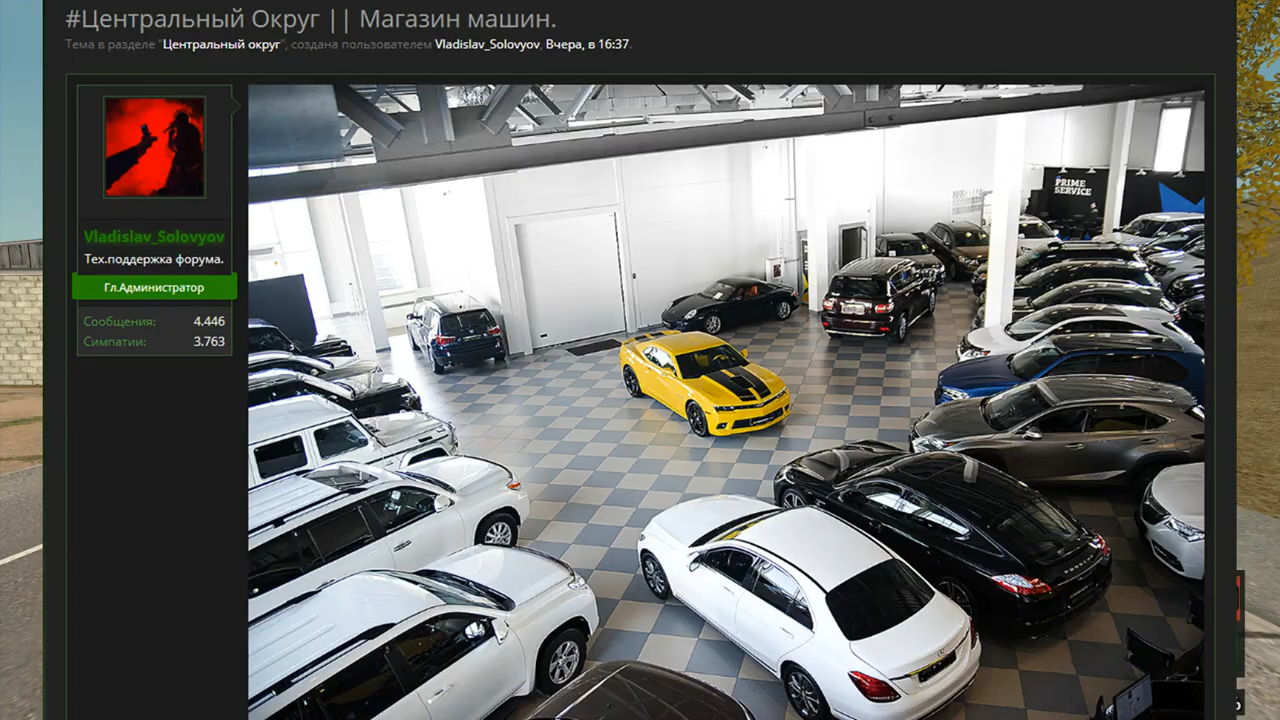 #Центральный Округ || Магазин машин.
Тема в разделе "Центральный округ", создана пользователем Vladislav_Solovyov, Вчера, в 16:37.
Vladislav_Solovyov
Тех.поддержка форума.
Гл.Администратор
Сообщения: 4.446
Симпатии: 3.763
PRIME
SERVICE
PORSCHE